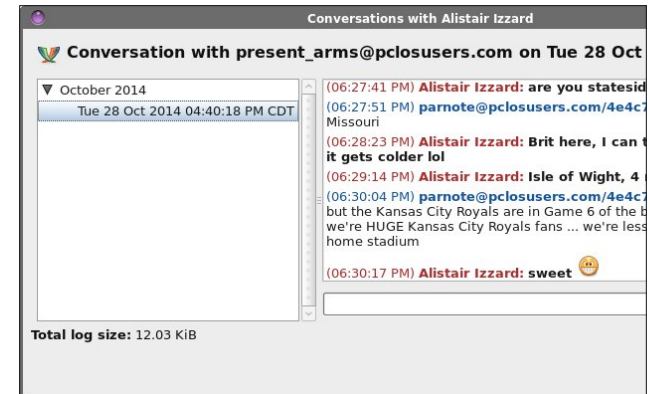 Conversations with Alistair Izzard
Conversation with present_arms@pclosusers.com on Tue 28 Oct
October 2014
Tue 28 Oct 2014 04:40:18 PM CDT
(06:27:41 PM) Alistair Izzard: are you statesid
(06:27:51 PM) parnote@pclosusers.com/4e4c7
Missouri
(06:28:23 PM) Alistair Izzard: Brit here, I can t
it gets colder lol
(06:29:14 PM) Alistair Izzard: Isle of Wight, 4
(06:30:04 PM) parnote@pclosusers.com/4e4c7
but the Kansas City Royals are in Game 6 of the b
we're HUGE Kansas City Royals fans ... we're less
home stadium
(06:30:17 PM) Alistair Izzard: sweet
Total log size: 12.03 KiB